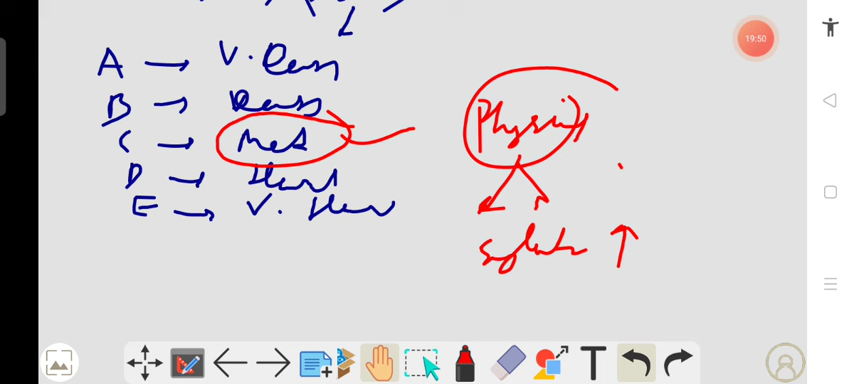 A → V. Easy
B → Easy
C → Med
D → Hard
E → V. Hard
Physics
Syllabus ↑
19:50
T